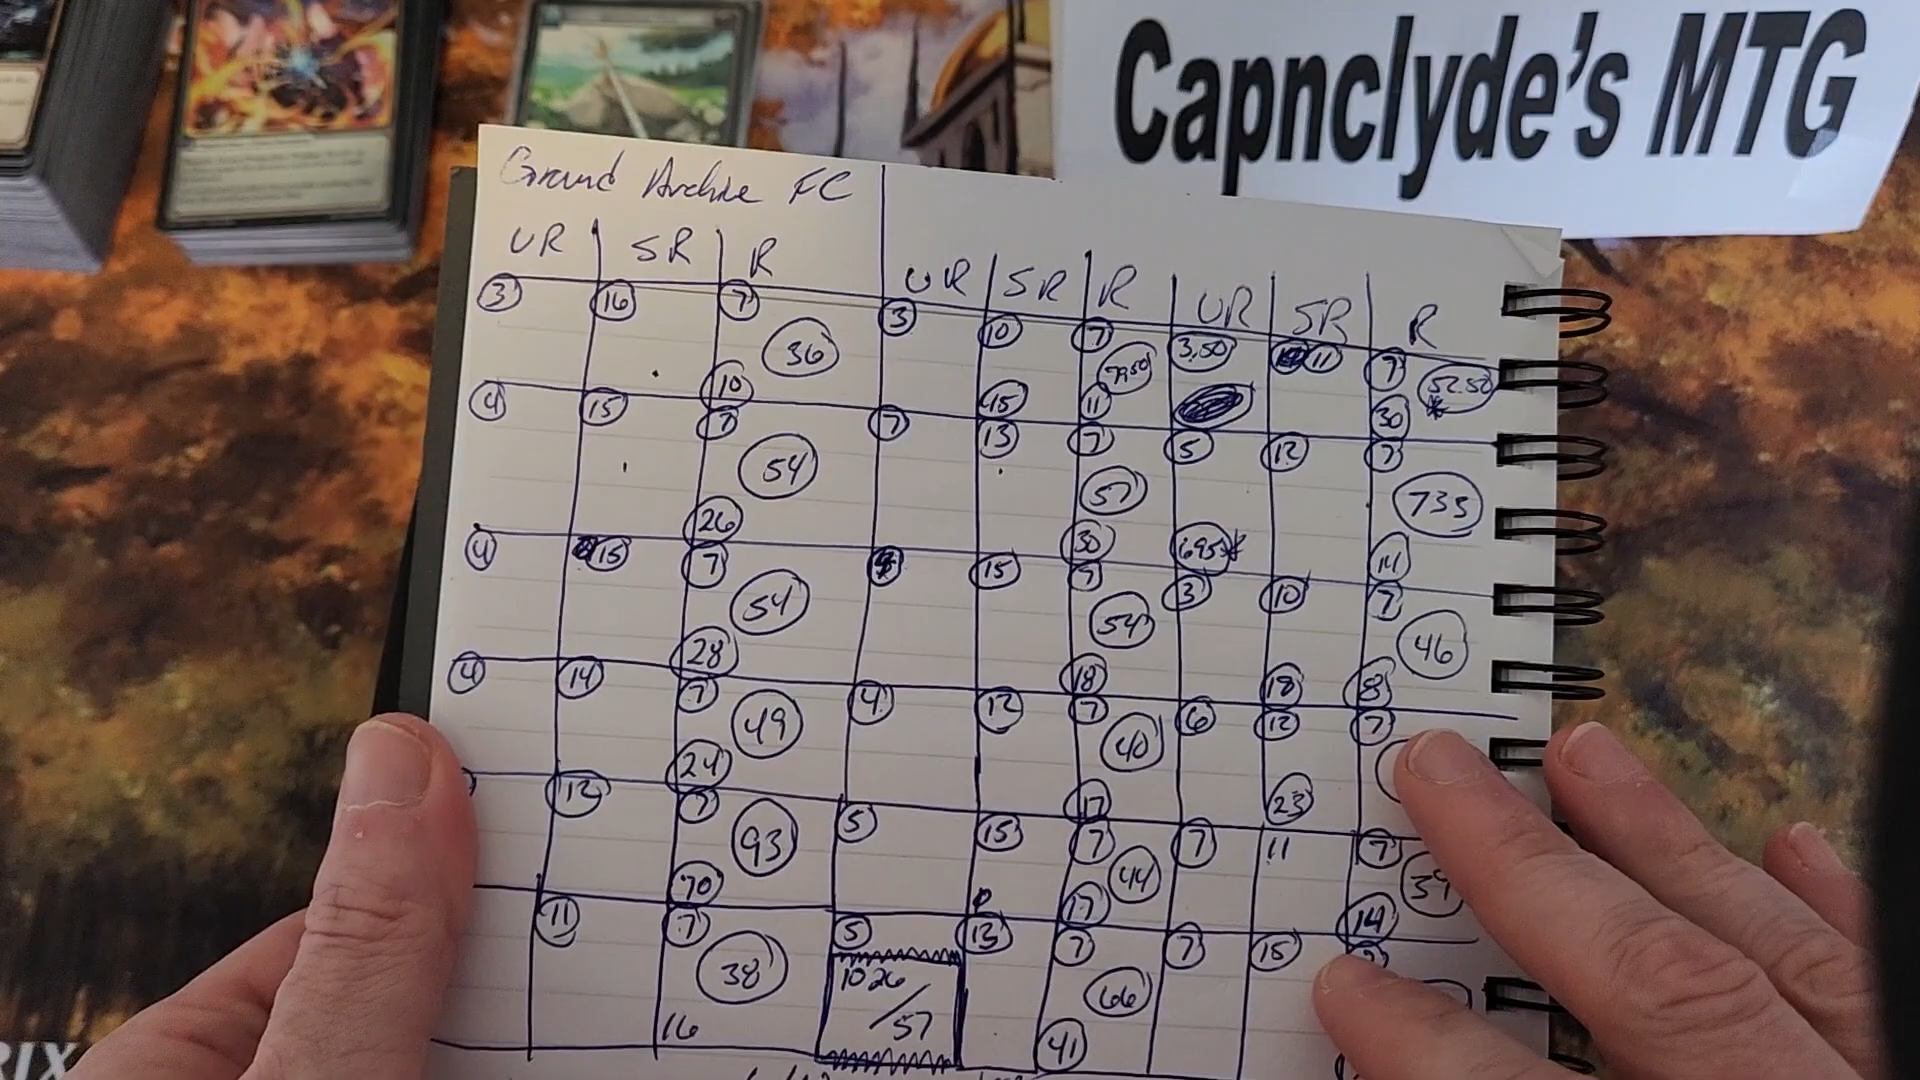 Capnclyde's MTG
Grand Archive FC
UR SR R UR SR R UR SR R
3 16 7 3 10 7 3.50 11 7
36 52.50
10 15 11 30
4 15 7 7 13 7 5 12 7
54 57 733
26 30 695*
4 15 7 15 7 3 10 7
54 54 46
28 18 18 8
4 14 7 4 12 7 6 12 7
49 40
24 17 23
12 7 5 15 7 7 11 7
93 44 39
70 17 14
11 7 5 13 7 7 15
38 1026/57 66
16 41
RIX